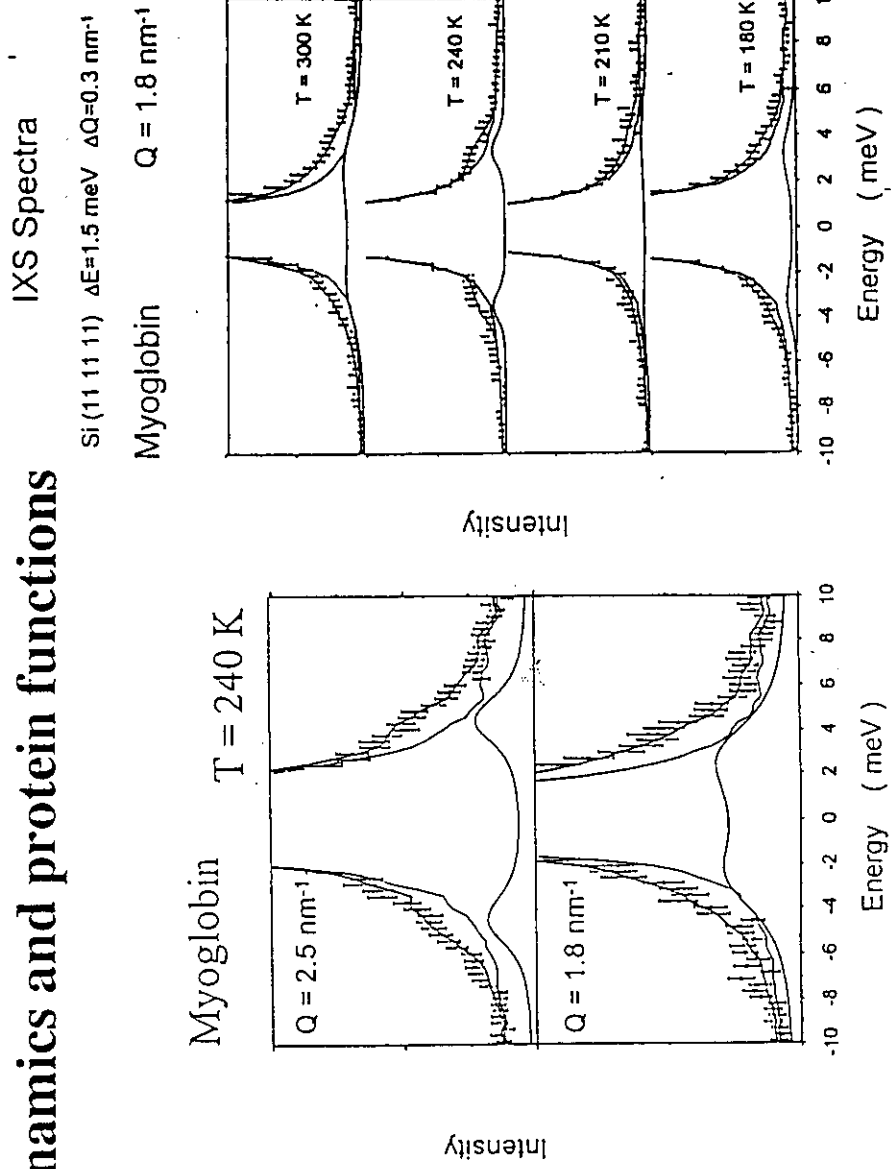 namics and protein functions
IXS Spectra
Si (11 11 11) ΔE=1.5 meV ΔQ=0.3 nm-1
Myoglobin T = 240 K
Q = 2.5 nm-1
Q = 1.8 nm-1
Intensity
-10 -8 -6 -4 -2 0 2 4 6 8 10
Energy ( meV )
Myoglobin Q = 1.8 nm-1
T = 300 K
T = 240 K
T = 210 K
T = 180 K
Intensity
-10 -8 -6 -4 -2 0 2 4 6 8 1
Energy ( meV )